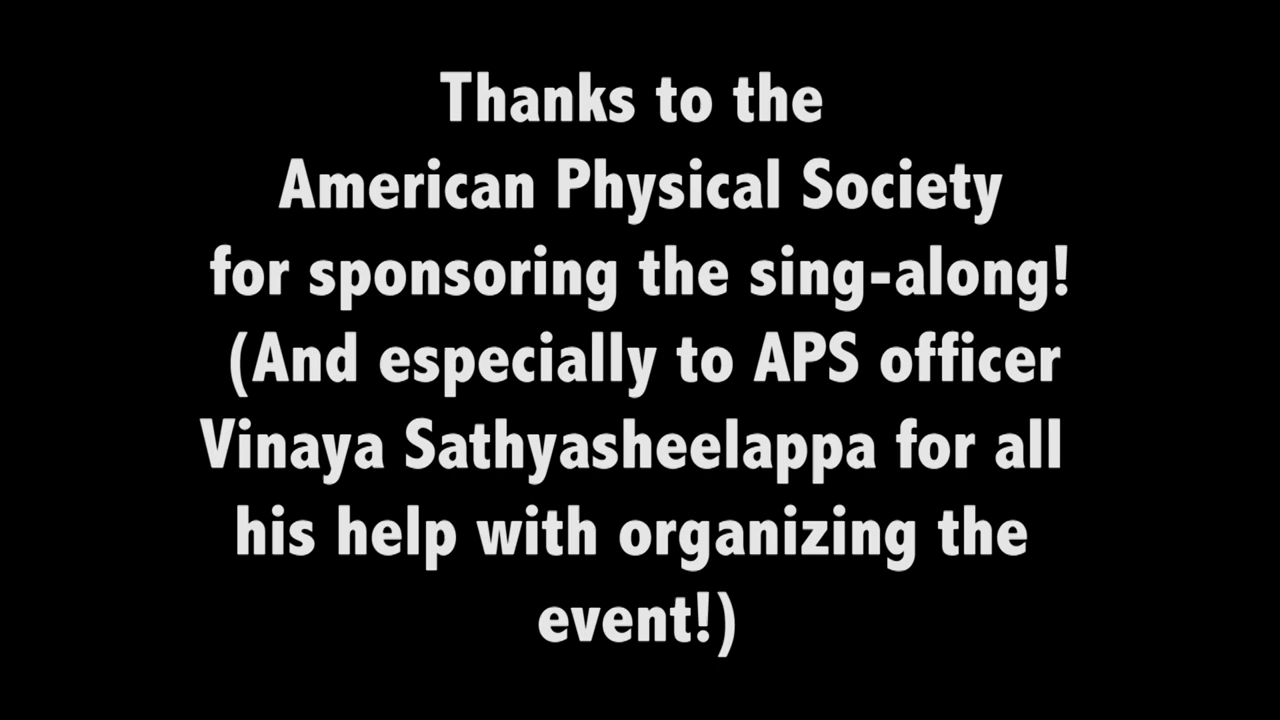 Thanks to the
American Physical Society
for sponsoring the sing-along!
(And especially to APS officer
Vinaya Sathyasheelappa for all
his help with organizing the
event!)